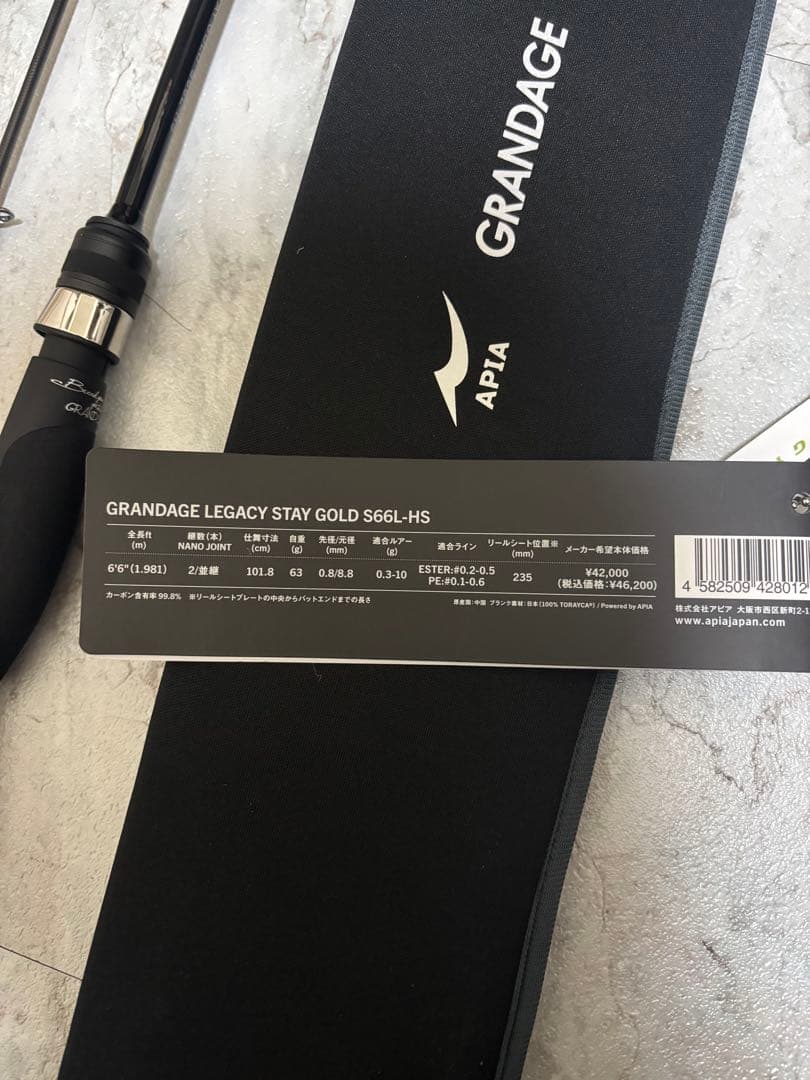 GRANDAGE
APIA
GRANDAGE LEGACY STAY GOLD S66L-HS
全長ft (m) 継数(本) NANO JOINT 仕舞寸法 (cm) 自重 (g) 先径/元径 (mm) 適合ルアー (g) 適合ライン リールシート位置※ (mm) メーカー希望本体価格
6'6"(1.981) 2/並継 101.8 63 0.8/8.8 0.3-10 ESTER:#0.2-0.5 PE:#0.1-0.6 235 ¥42,000 (税込価格:¥46,200)
カーボン含有率 99.8% ※リールシートプレートの中央からバットエンドまでの長さ
原産国:中国 ブランク素材:日本(100% TORAYCA®) / Powered by APIA
4 582509 428012
株式会社アピア 大阪市西区新町2-1
www.apiajapan.com